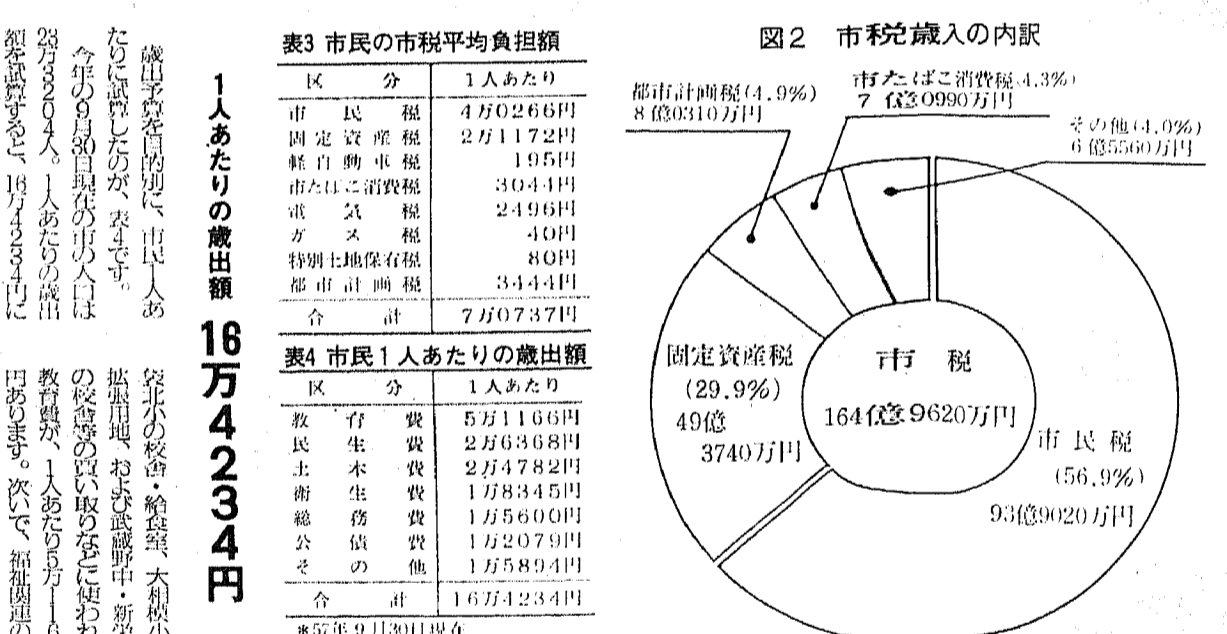 歳出予算を目的別に、市民1人あ
たりに試算したのが、表4です。
今年の9月30日現在の市の人口は
23万3204人。1人あたりの歳出
額を試算すると、16万4234円に
1人あたりの歳出額 16万4234円
袋北小の校舎・給食室、大相模小
拡張用地、および武蔵野中・新栄
の校舎等の買い取りなどに使われ
教育費が、1人あたり5万116
円あります。次いで、福祉関連の
表3 市民の市税平均負担額
区分 1人あたり
市民税 4万0266円
固定資産税 2万1172円
軽自動車税 195円
市たばこ消費税 3044円
電気税 2496円
ガス税 40円
特別土地保有税 80円
都市計画税 3444円
合計 7万0737円
表4 市民1人あたりの歳出額
区分 1人あたり
教育費 5万1166円
民生費 2万6368円
土木費 2万4782円
衛生費 1万8345円
総務費 1万5600円
公債費 1万2079円
その他 1万5894円
合計 16万4234円
※57年9月30日現在
図2 市税歳入の内訳
市たばこ消費税(4.3%)
7億0990万円
都市計画税(4.9%)
8億0310万円
その他(4.0%)
6億5560万円
固定資産税
(29.9%)
49億
3740万円
市税
164億9620万円
市民税
(56.9%)
93億9020万円